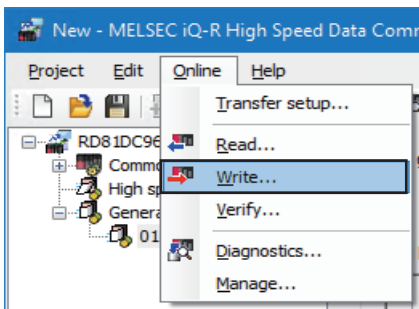 New - MELSEC iQ-R High Speed Data Comm
Project Edit Online Help
Transfer setup...
RD81DC96
Read...
Commo
Write...
High sp
Genera
Verify...
01
Diagnostics...
Manage...